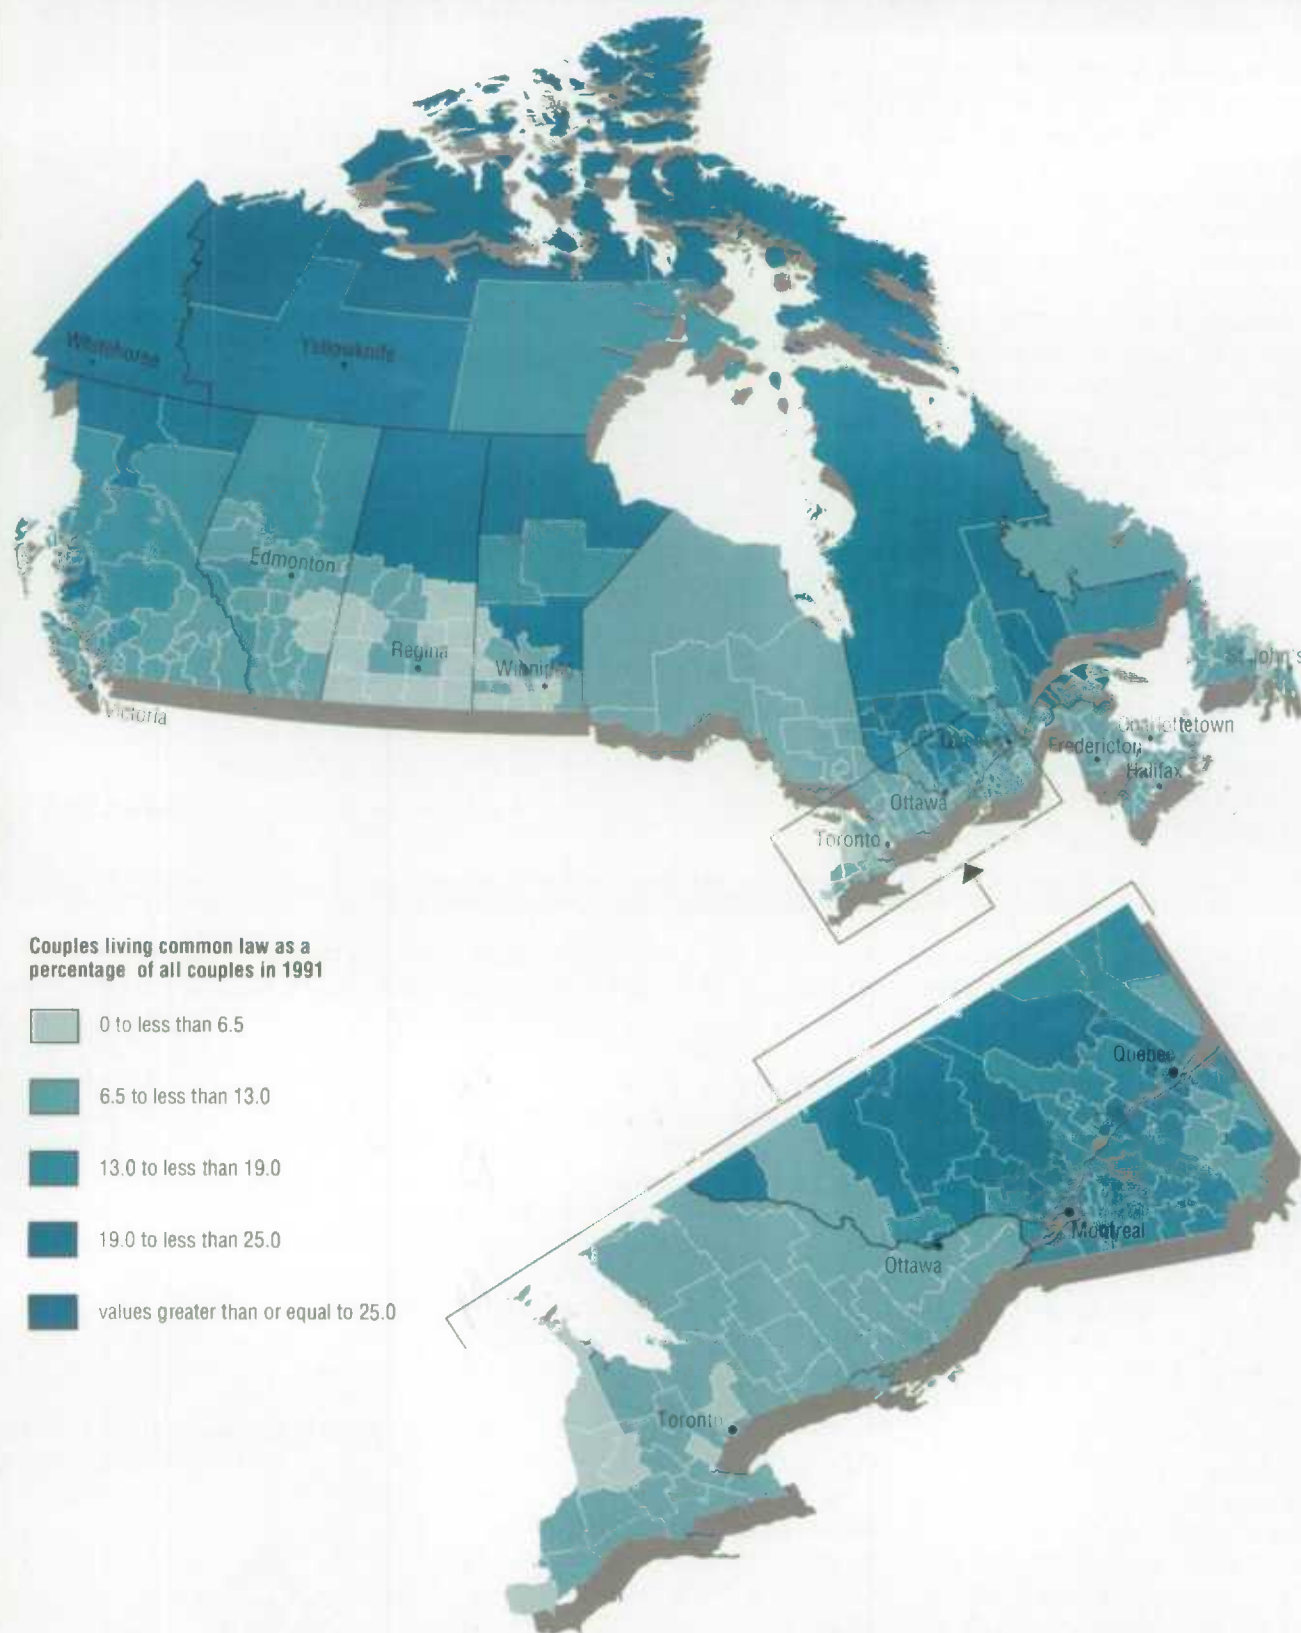 Whitehorse
Yellowknife
Edmonton
Regina
Winnipeg
Victoria
St. John's
Charlottetown
Fredericton
Halifax
Ottawa
Toronto
Couples living common law as a
percentage of all couples in 1991
0 to less than 6.5
6.5 to less than 13.0
13.0 to less than 19.0
19.0 to less than 25.0
values greater than or equal to 25.0
Quebec
Montreal
Ottawa
Toronto